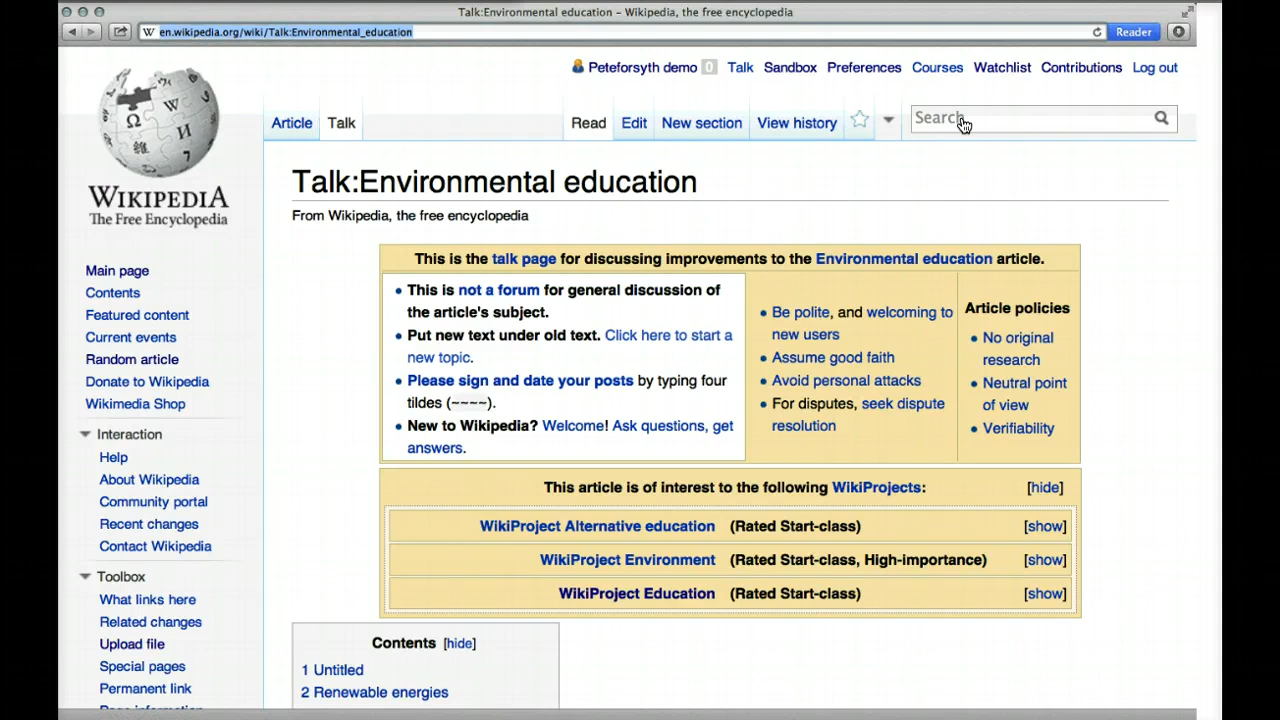 Talk:Environmental education – Wikipedia, the free encyclopedia
W en.wikipedia.org/wiki/Talk:Environmental_education
Reader
Peteforsyth demo 0 Talk Sandbox Preferences Courses Watchlist Contributions Log out
Article Talk Read Edit New section View history Search
WIKIPEDIA
The Free Encyclopedia
Main page
Contents
Featured content
Current events
Random article
Donate to Wikipedia
Wikimedia Shop
Interaction
Help
About Wikipedia
Community portal
Recent changes
Contact Wikipedia
Toolbox
What links here
Related changes
Upload file
Special pages
Permanent link
Page information
Talk:Environmental education
From Wikipedia, the free encyclopedia
This is the talk page for discussing improvements to the Environmental education article.
• This is not a forum for general discussion of
the article's subject.
• Put new text under old text. Click here to start a
new topic.
• Please sign and date your posts by typing four
tildes (~~~~).
• New to Wikipedia? Welcome! Ask questions, get
answers.
• Be polite, and welcoming to
new users
• Assume good faith
• Avoid personal attacks
• For disputes, seek dispute
resolution
Article policies
• No original
research
• Neutral point
of view
• Verifiability
This article is of interest to the following WikiProjects: [hide]
WikiProject Alternative education (Rated Start-class) [show]
WikiProject Environment (Rated Start-class, High-importance) [show]
WikiProject Education (Rated Start-class) [show]
Contents [hide]
1 Untitled
2 Renewable energies